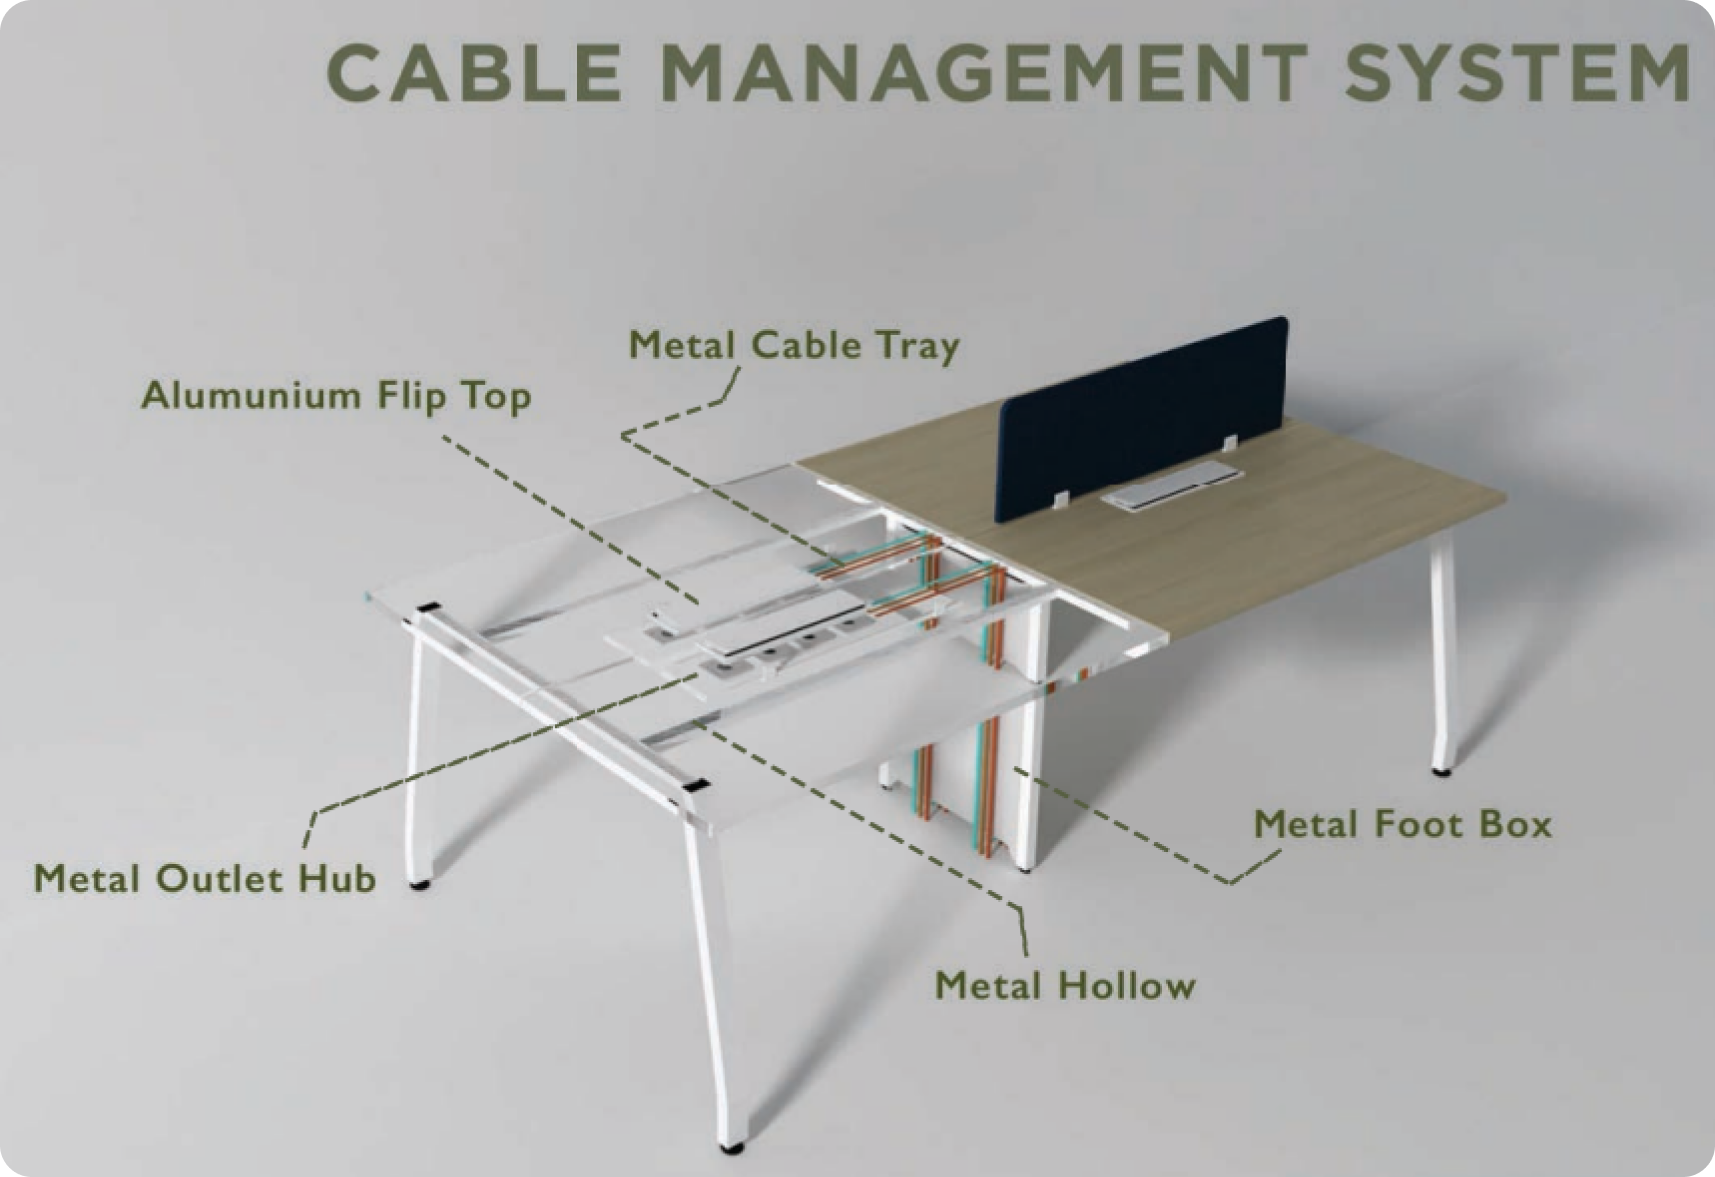 CABLE MANAGEMENT SYSTEM
Metal Cable Tray
Alumunium Flip Top
Metal Foot Box
Metal Outlet Hub
Metal Hollow